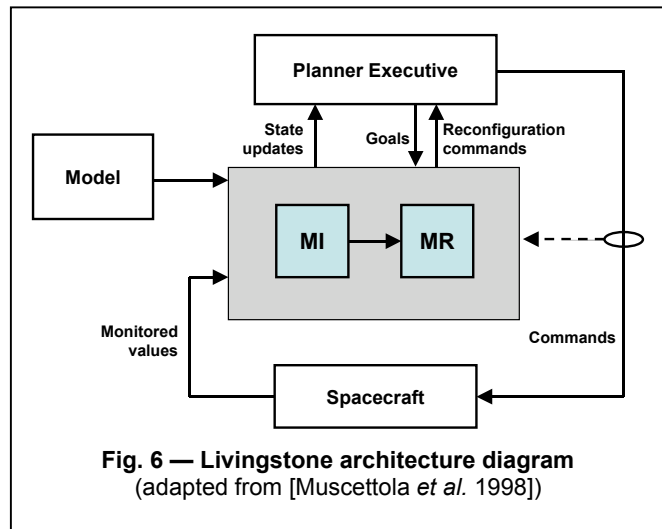 Planner Executive
State
updates
Goals
Reconfiguration
commands
Model
MI
MR
Monitored
values
Commands
Spacecraft
Fig. 6 — Livingstone architecture diagram
(adapted from [Muscettola et al. 1998])